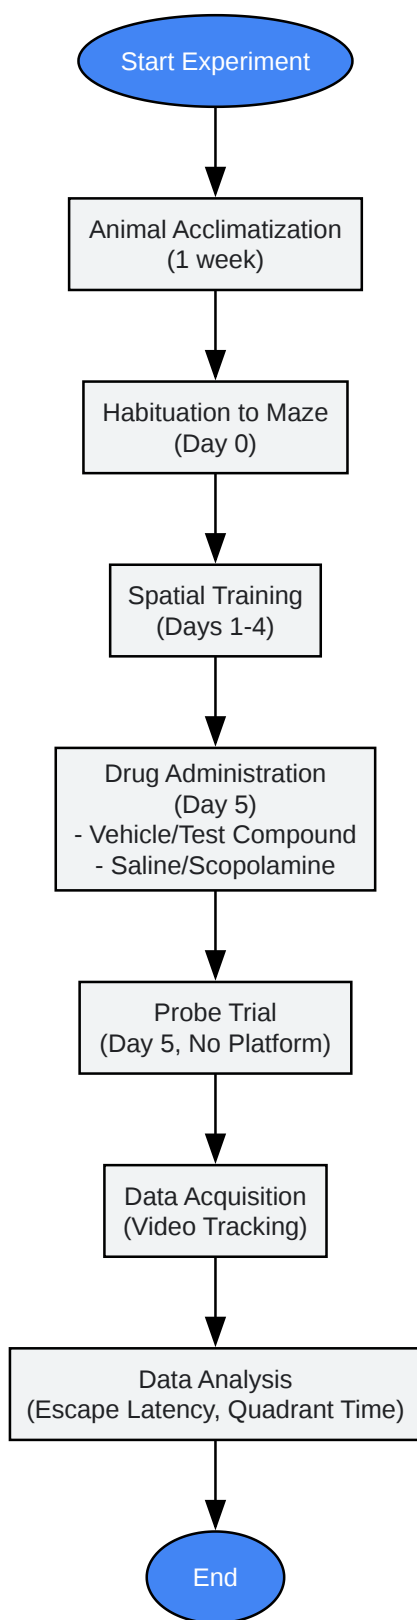 Start Experiment
Animal Acclimatization
(1 week)
Habituation to Maze
(Day 0)
Spatial Training
(Days 1-4)
Drug Administration
(Day 5)
- Vehicle/Test Compound
- Saline/Scopolamine
Probe Trial
(Day 5, No Platform)
Data Acquisition
(Video Tracking)
Data Analysis
(Escape Latency, Quadrant Time)
End